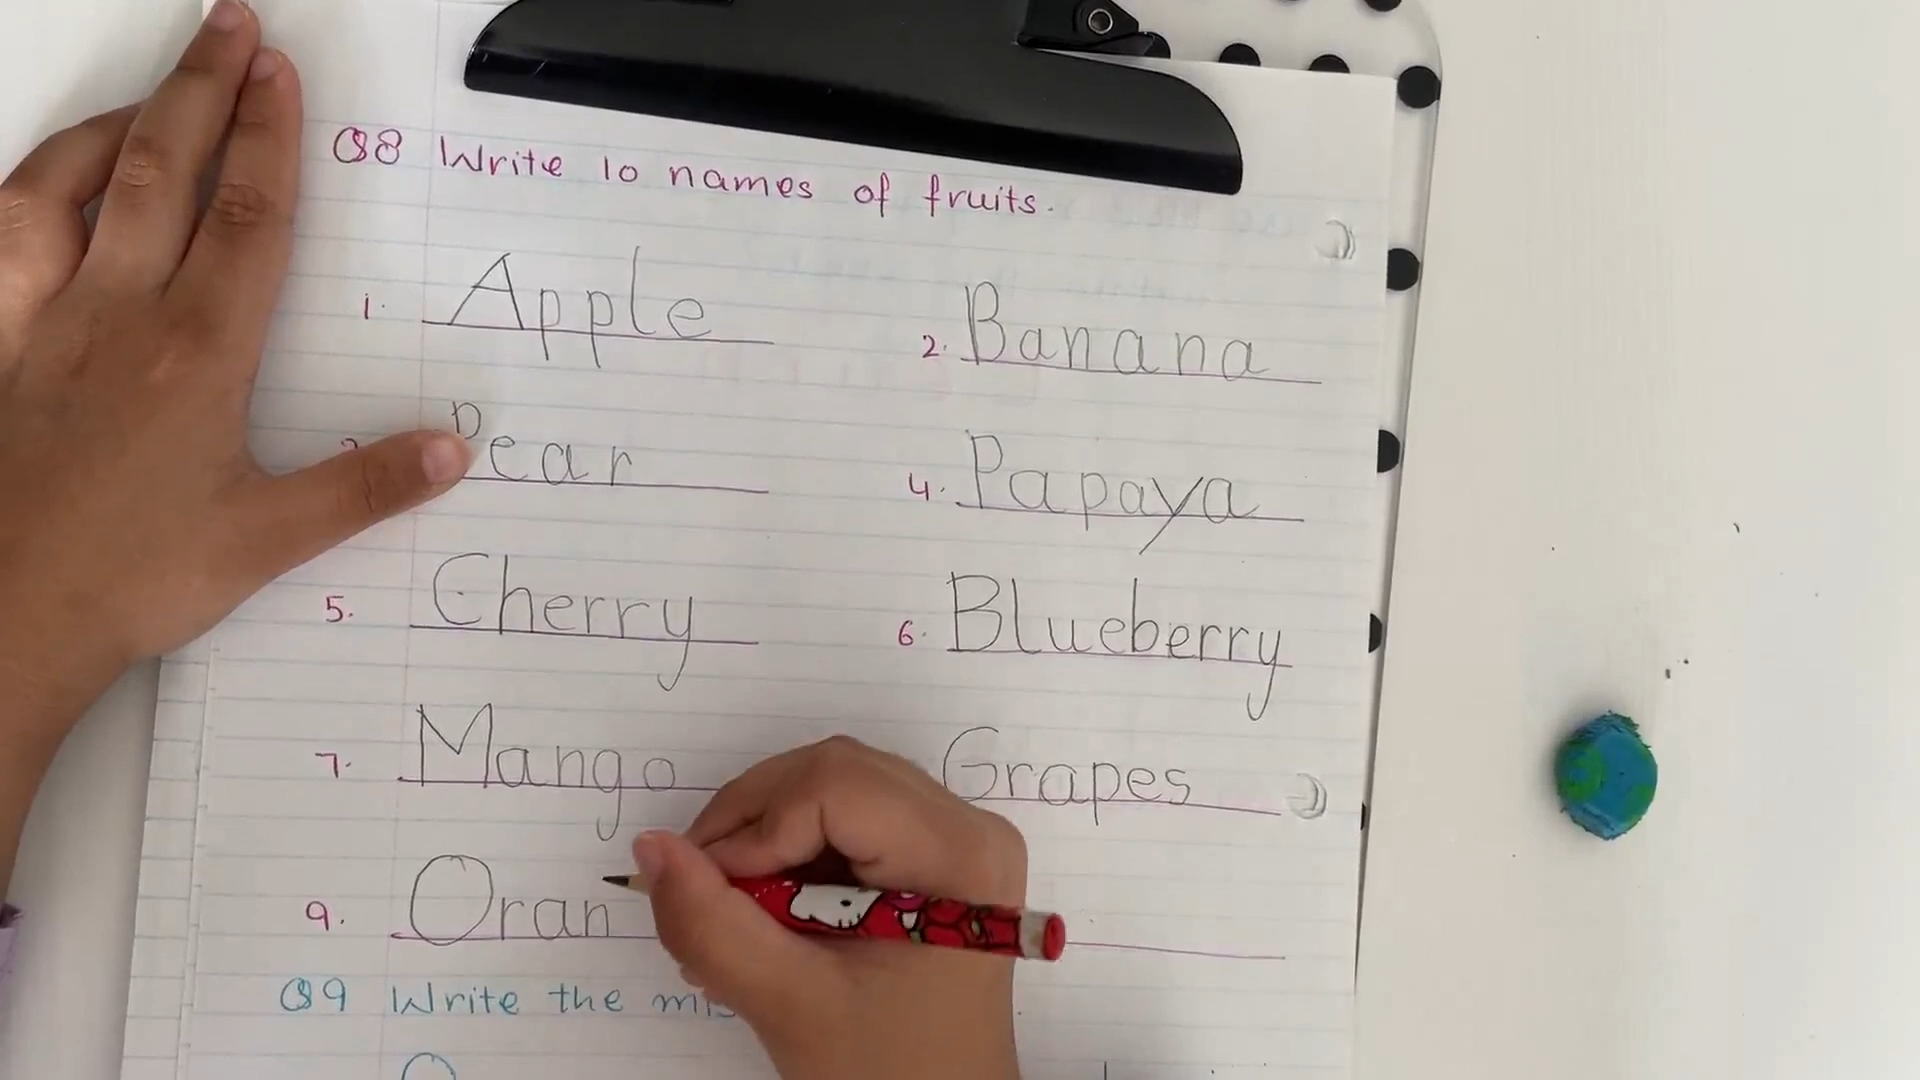 Q8 Write 10 names of fruits.
1. Apple 2. Banana
Pear 4. Papaya
5. Cherry 6. Blueberry
7. Mango Grapes
9. Oran
Q9 Write the